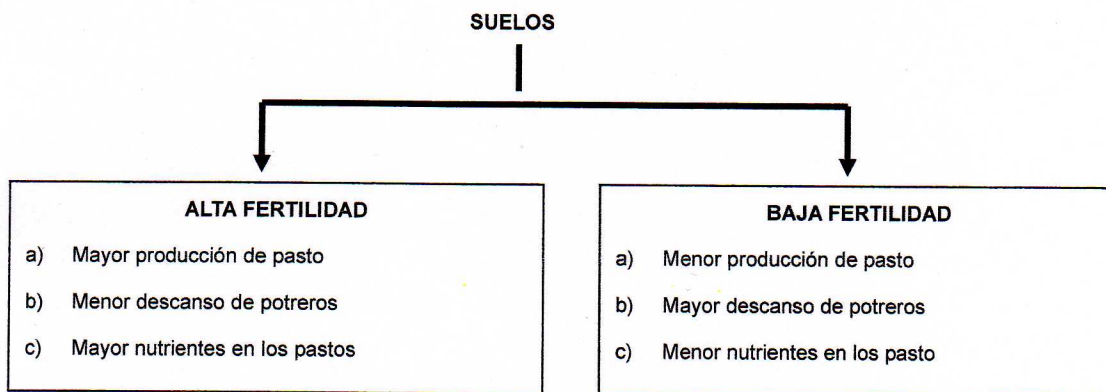 SUELOS
ALTA FERTILIDAD
a) Mayor producción de pasto
b) Menor descanso de potreros
c) Mayor nutrientes en los pastos
BAJA FERTILIDAD
a) Menor producción de pasto
b) Mayor descanso de potreros
c) Menor nutrientes en los pasto